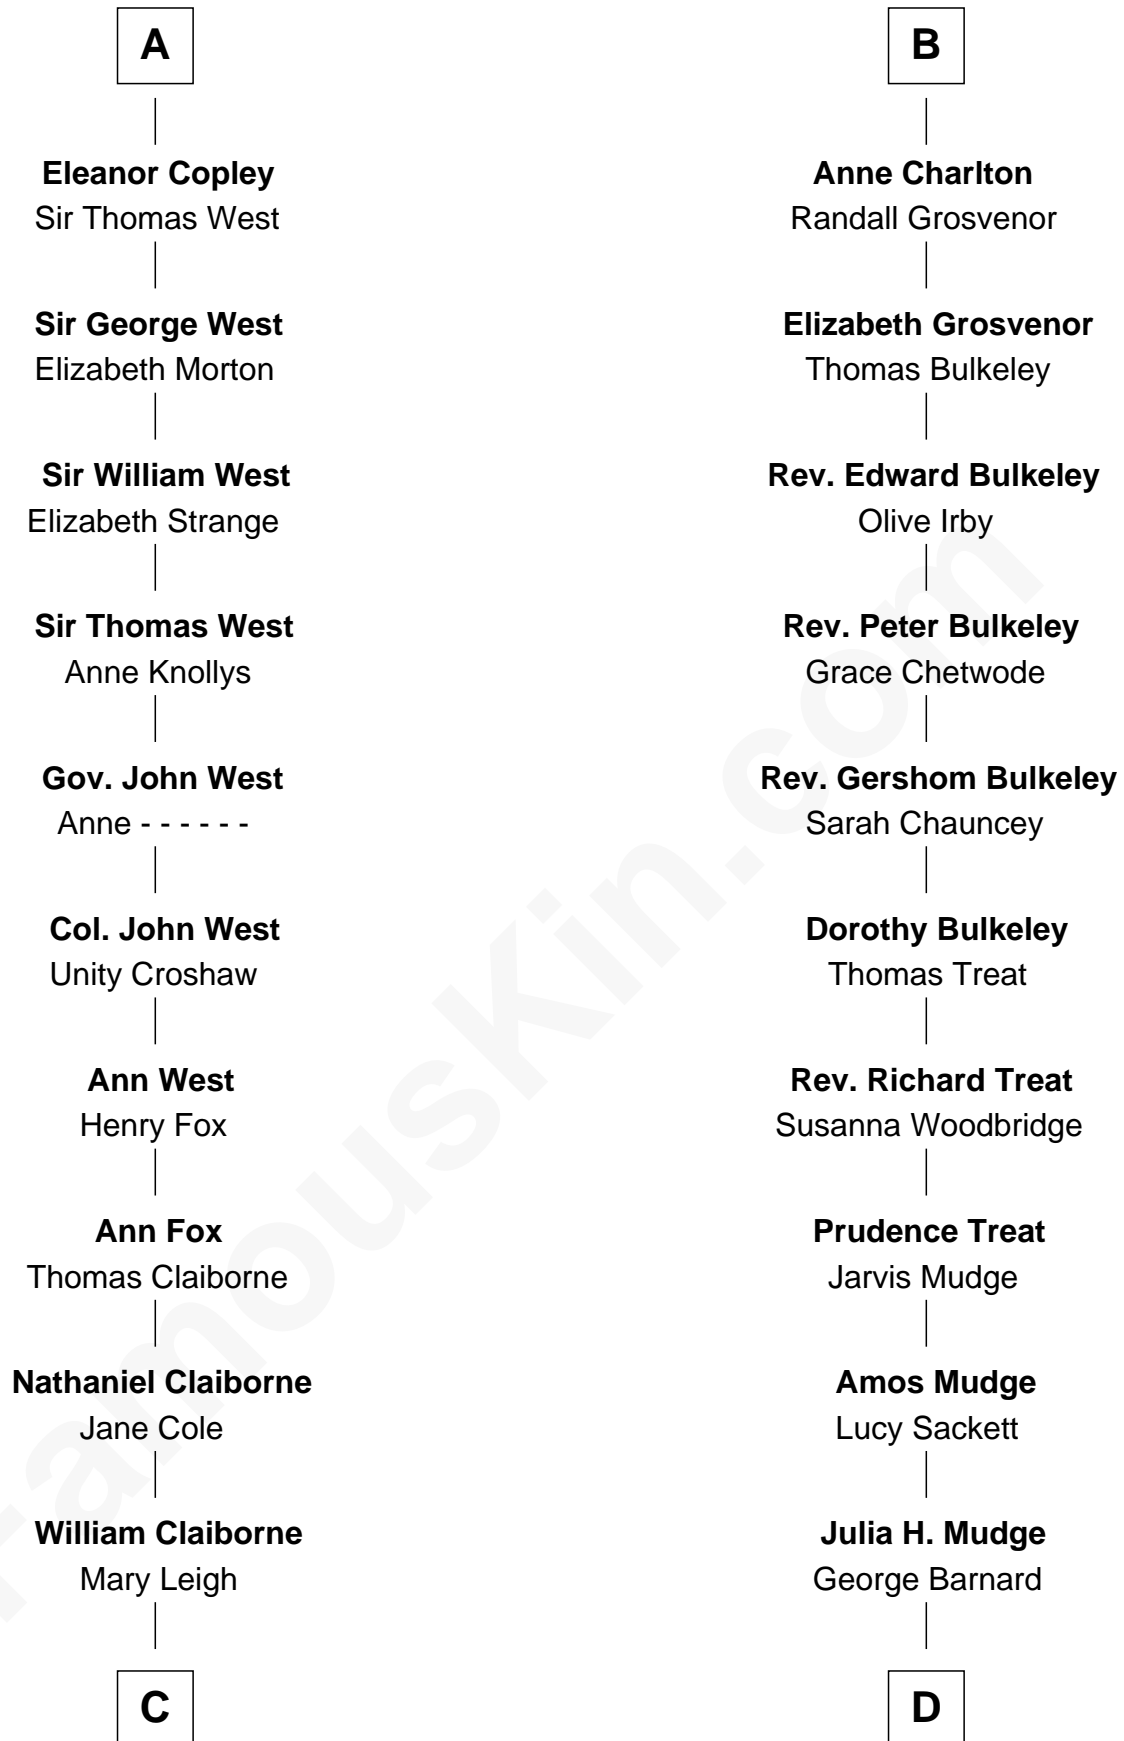 A
Eleanor Copley
Sir Thomas West
Sir George West
Elizabeth Morton
Sir William West
Elizabeth Strange
Sir Thomas West
Anne Knollys
Gov. John West
Anne - - - - - -
Col. John West
Unity Croshaw
Ann West
Henry Fox
Ann Fox
Thomas Claiborne
Nathaniel Claiborne
Jane Cole
William Claiborne
Mary Leigh
C
B
Anne Charlton
Randall Grosvenor
Elizabeth Grosvenor
Thomas Bulkeley
Rev. Edward Bulkeley
Olive Irby
Rev. Peter Bulkeley
Grace Chetwode
Rev. Gershom Bulkeley
Sarah Chauncey
Dorothy Bulkeley
Thomas Treat
Rev. Richard Treat
Susanna Woodbridge
Prudence Treat
Jarvis Mudge
Amos Mudge
Lucy Sackett
Julia H. Mudge
George Barnard
D
FamousKin.com